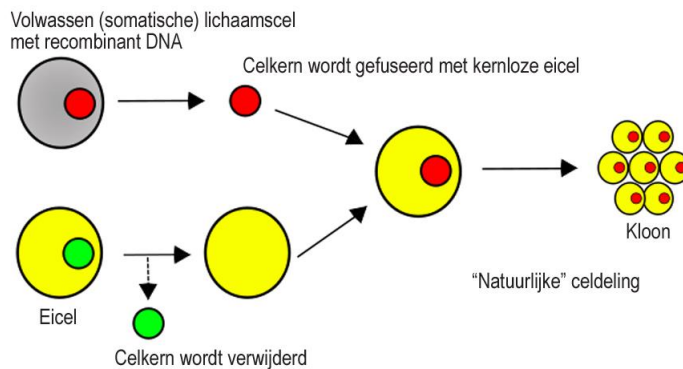 Volwassen (somatische) lichaamscel
met recombinant DNA
Celkern wordt gefuseerd met kernloze eicel
Kloon
"Natuurlijke" celdeling
Eicel
Celkern wordt verwijderd